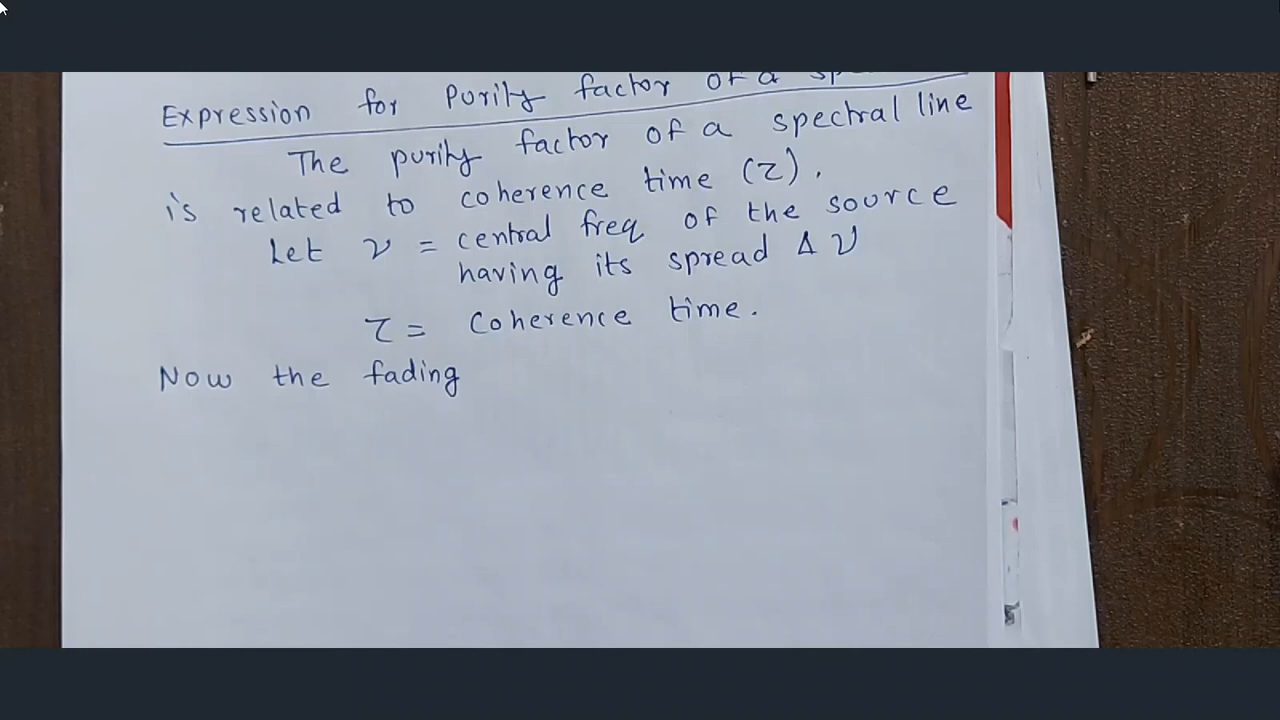 Expression for Purity factor of a
The purity factor of a spectral line
is related to coherence time (τ).
Let ν = central freq of the source
having its spread Δν
τ = Coherence time.
Now the fading